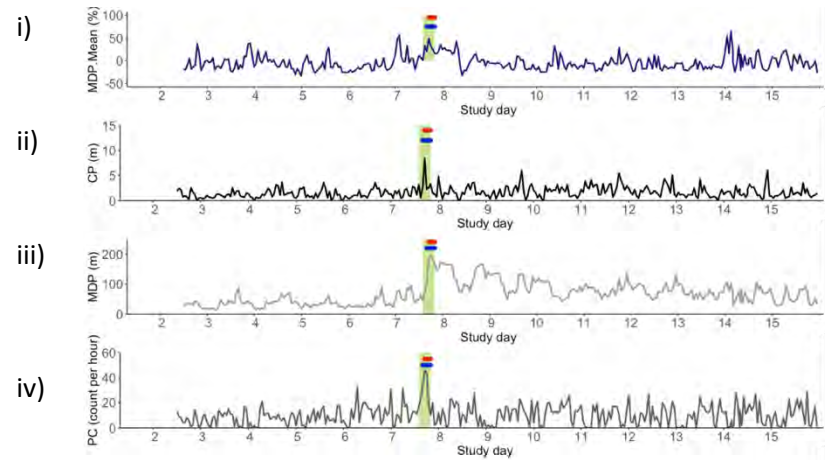 i)
MDP.Mean (%)
100
50
0
-50
2 3 4 5 6 7 8 9 10 11 12 13 14 15
Study day
ii)
CP (m)
15
10
5
0
2 3 4 5 6 7 8 9 10 11 12 13 14 15
Study day
iii)
MDP (m)
200
100
0
2 3 4 5 6 7 8 9 10 11 12 13 14 15
Study day
iv)
PC (count per hour)
60
40
20
0
2 3 4 5 6 7 8 9 10 11 12 13 14 15
Study day